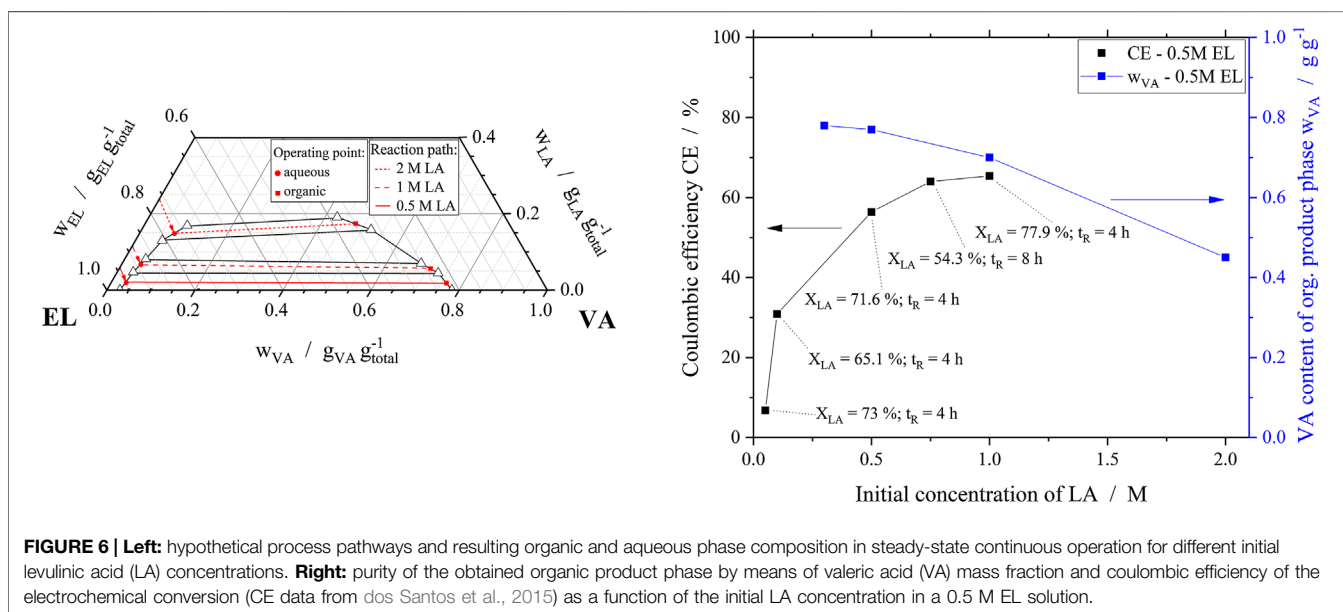 0.6
0.4
w_EL / g_EL g_total^-1
w_LA / g_LA g_total^-1
Operating point:
aqueous
organic
Reaction path:
2 M LA
1 M LA
0.5 M LA
0.8
0.2
1.0
0.0
0.0
0.2
0.4
0.6
0.8
1.0
EL
VA
w_VA / g_VA g_total^-1
100
80
60
40
20
0
Coulombic efficiency CE / %
CE - 0.5M EL
w_VA - 0.5M EL
X_LA = 77.9 %; t_R = 4 h
X_LA = 54.3 %; t_R = 8 h
X_LA = 71.6 %; t_R = 4 h
X_LA = 65.1 %; t_R = 4 h
X_LA = 73 %; t_R = 4 h
1.0
0.8
0.6
0.4
0.2
0.0
VA content of org. product phase w_VA / g g^-1
0.0
0.5
1.0
1.5
2.0
Initial concentration of LA / M
FIGURE 6 | Left: hypothetical process pathways and resulting organic and aqueous phase composition in steady-state continuous operation for different initial
levulinic acid (LA) concentrations. Right: purity of the obtained organic product phase by means of valeric acid (VA) mass fraction and coulombic efficiency of the
electrochemical conversion (CE data from dos Santos et al., 2015) as a function of the initial LA concentration in a 0.5 M EL solution.